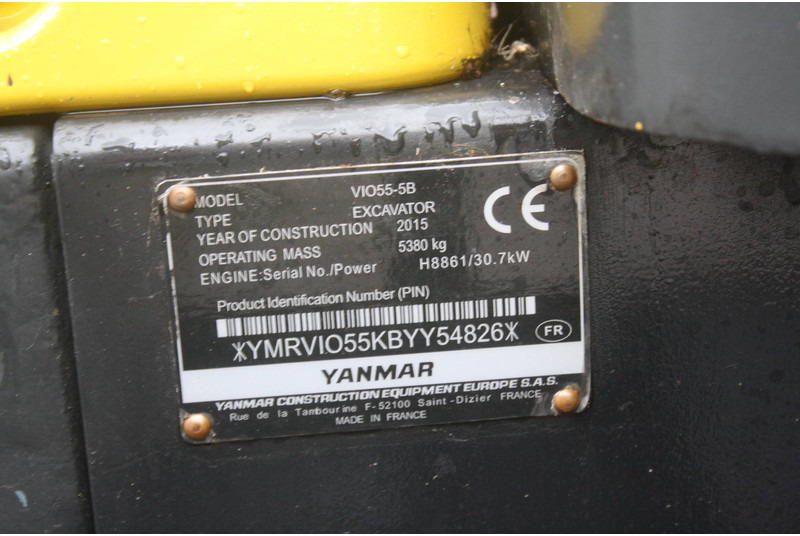 MODEL VIO55-5B
TYPE EXCAVATOR
YEAR OF CONSTRUCTION 2015
OPERATING MASS 5380 kg
ENGINE:Serial No./Power H8861/30.7kW
CE
Product Identification Number (PIN)
*YMRVIO55KBYY54826*
FR
YANMAR
YANMAR CONSTRUCTION EQUIPMENT EUROPE S.A.S.
Rue de la Tambourine F-52100 Saint-Dizier FRANCE
MADE IN FRANCE